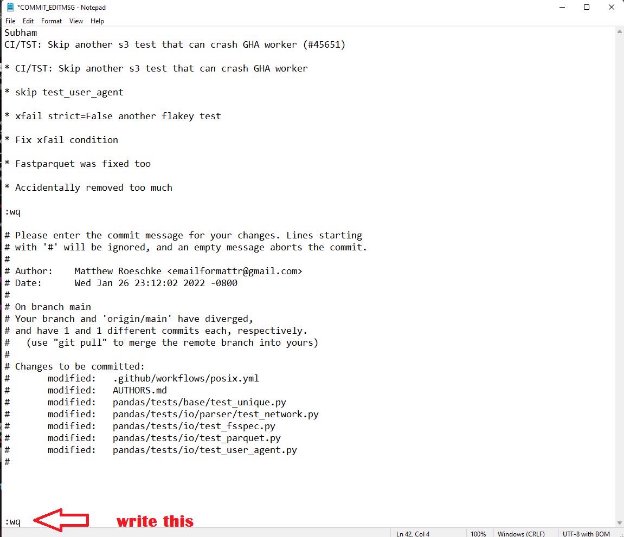 *COMMIT_EDITMSG - Notepad
File Edit Format View Help
Subham
CI/TST: Skip another s3 test that can crash GHA worker (#45651)
* CI/TST: Skip another s3 test that can crash GHA worker
* skip test_user_agent
* xfail strict=False another flakey test
* Fix xfail condition
* Fastparquet was fixed too
* Accidentally removed too much
:wq
# Please enter the commit message for your changes. Lines starting
# with '#' will be ignored, and an empty message aborts the commit.
#
# Author: Matthew Roeschke <emailformattr@gmail.com>
# Date: Wed Jan 26 23:12:02 2022 -0800
#
# On branch main
# Your branch and 'origin/main' have diverged,
# and have 1 and 1 different commits each, respectively.
# (use "git pull" to merge the remote branch into yours)
#
# Changes to be committed:
# modified: .github/workflows/posix.yml
# modified: AUTHORS.md
# modified: pandas/tests/base/test_unique.py
# modified: pandas/tests/io/parser/test_network.py
# modified: pandas/tests/io/test_fsspec.py
# modified: pandas/tests/io/test_parquet.py
# modified: pandas/tests/io/test_user_agent.py
#
:wq write this
Ln 42, Col 4 100% Windows (CRLF) UTF-8 with BOM